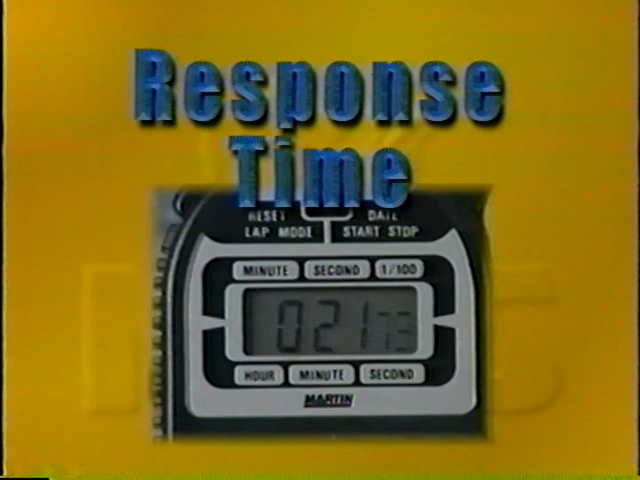 Response
Time
RESET DATE
LAP MODE START STOP
MINUTE SECOND 1/100
02173
HOUR MINUTE SECOND
MARTIN